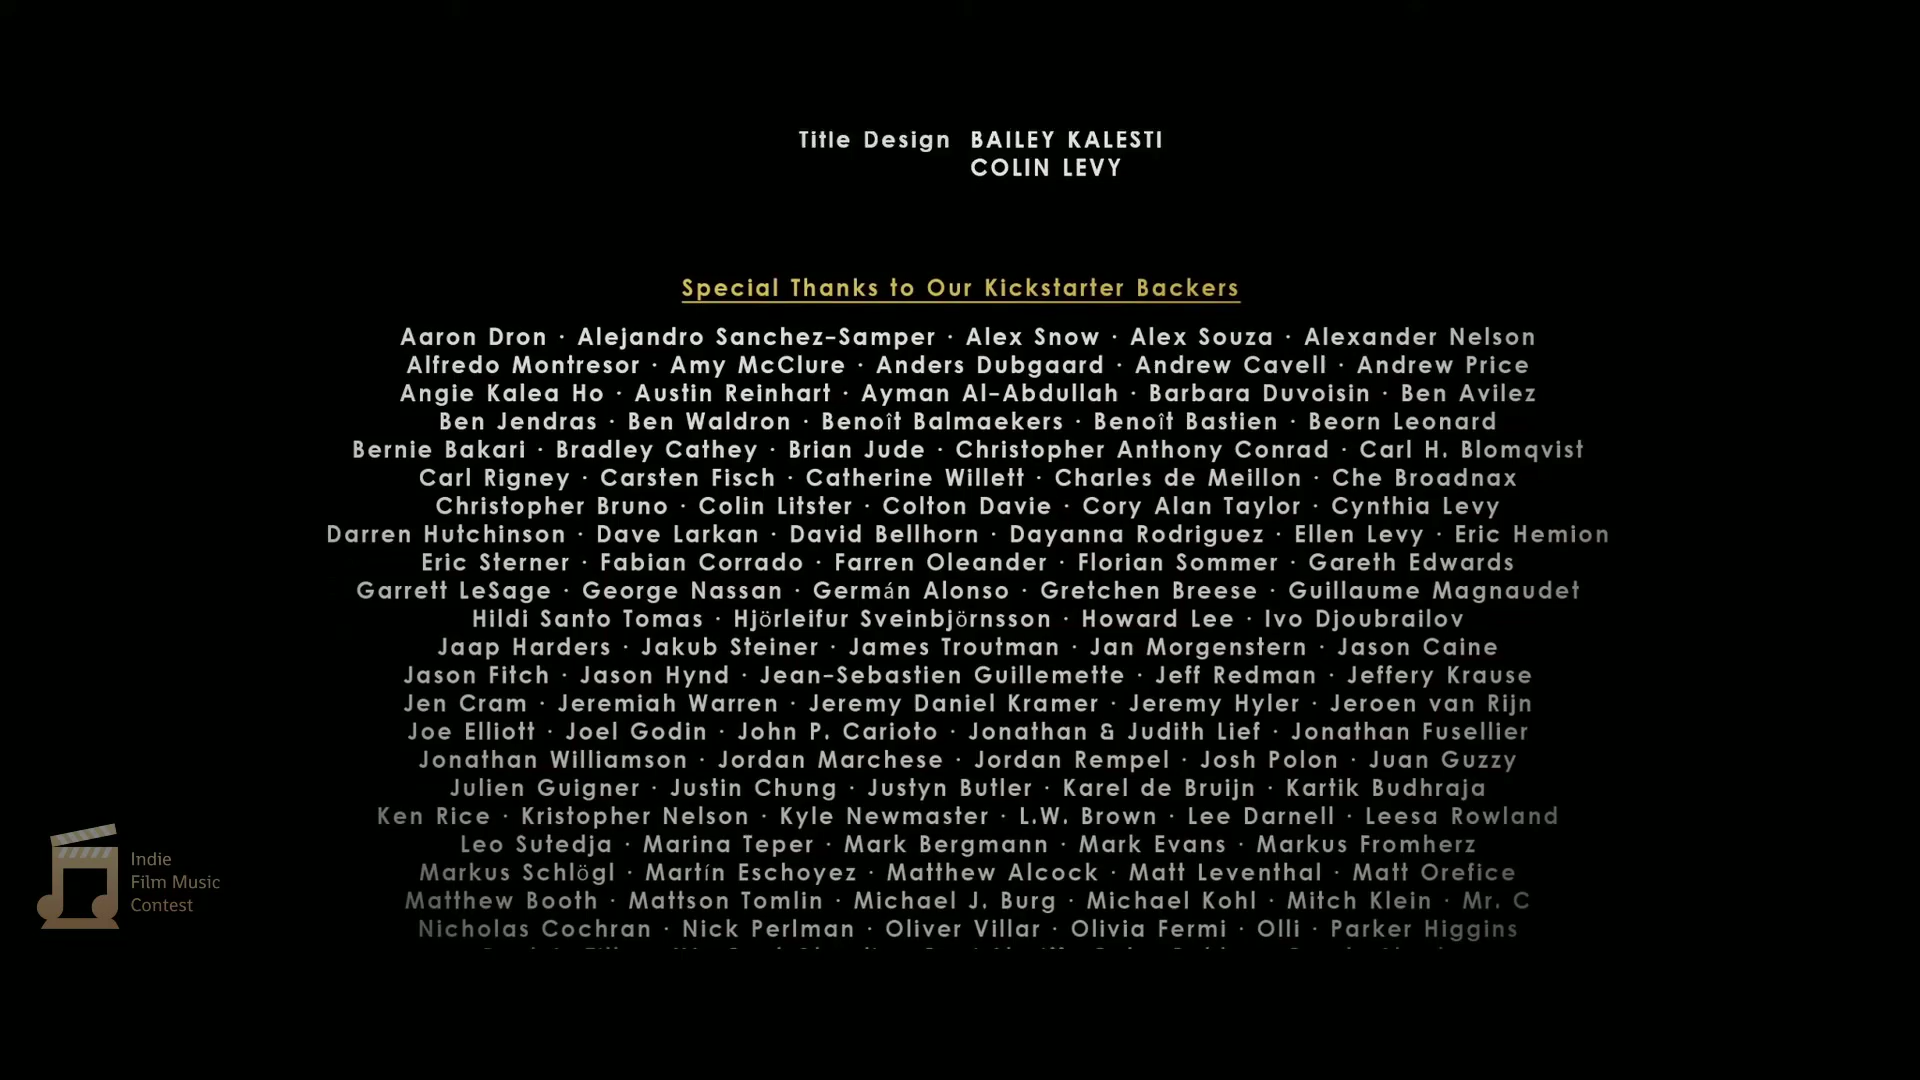 Title Design BAILEY KALESTI
COLIN LEVY
Special Thanks to Our Kickstarter Backers
Aaron Dron · Alejandro Sanchez-Samper · Alex Snow · Alex Souza · Alexander Nelson
Alfredo Montresor · Amy McClure · Anders Dubgaard · Andrew Cavell · Andrew Price
Angie Kalea Ho · Austin Reinhart · Ayman Al-Abdullah · Barbara Duvoisin · Ben Avilez
Ben Jendras · Ben Waldron · Benoît Balmaekers · Benoît Bastien · Beorn Leonard
Bernie Bakari · Bradley Cathey · Brian Jude · Christopher Anthony Conrad · Carl H. Blomqvist
Carl Rigney · Carsten Fisch · Catherine Willett · Charles de Meillon · Che Broadnax
Christopher Bruno · Colin Litster · Colton Davie · Cory Alan Taylor · Cynthia Levy
Darren Hutchinson · Dave Larkan · David Bellhorn · Dayanna Rodriguez · Ellen Levy · Eric Hemion
Eric Sterner · Fabian Corrado · Farren Oleander · Florian Sommer · Gareth Edwards
Garrett LeSage · George Nassan · Germán Alonso · Gretchen Breese · Guillaume Magnaudet
Hildi Santo Tomas · Hjörleifur Sveinbjörnsson · Howard Lee · Ivo Djoubrailov
Jaap Harders · Jakub Steiner · James Troutman · Jan Morgenstern · Jason Caine
Jason Fitch · Jason Hynd · Jean-Sebastien Guillemette · Jeff Redman · Jeffery Krause
Jen Cram · Jeremiah Warren · Jeremy Daniel Kramer · Jeremy Hyler · Jeroen van Rijn
Joe Elliott · Joel Godin · John P. Carioto · Jonathan & Judith Lief · Jonathan Fusellier
Jonathan Williamson · Jordan Marchese · Jordan Rempel · Josh Polon · Juan Guzzy
Julien Guigner · Justin Chung · Justyn Butler · Karel de Bruijn · Kartik Budhraja
Ken Rice · Kristopher Nelson · Kyle Newmaster · L.W. Brown · Lee Darnell · Leesa Rowland
Leo Sutedja · Marina Teper · Mark Bergmann · Mark Evans · Markus Fromherz
Markus Schlögl · Martín Eschoyez · Matthew Alcock · Matt Leventhal · Matt Orefice
Matthew Booth · Mattson Tomlin · Michael J. Burg · Michael Kohl · Mitch Klein · Mr. C
Nicholas Cochran · Nick Perlman · Oliver Villar · Olivia Fermi · Olli · Parker Higgins
Indie
Film Music
Contest